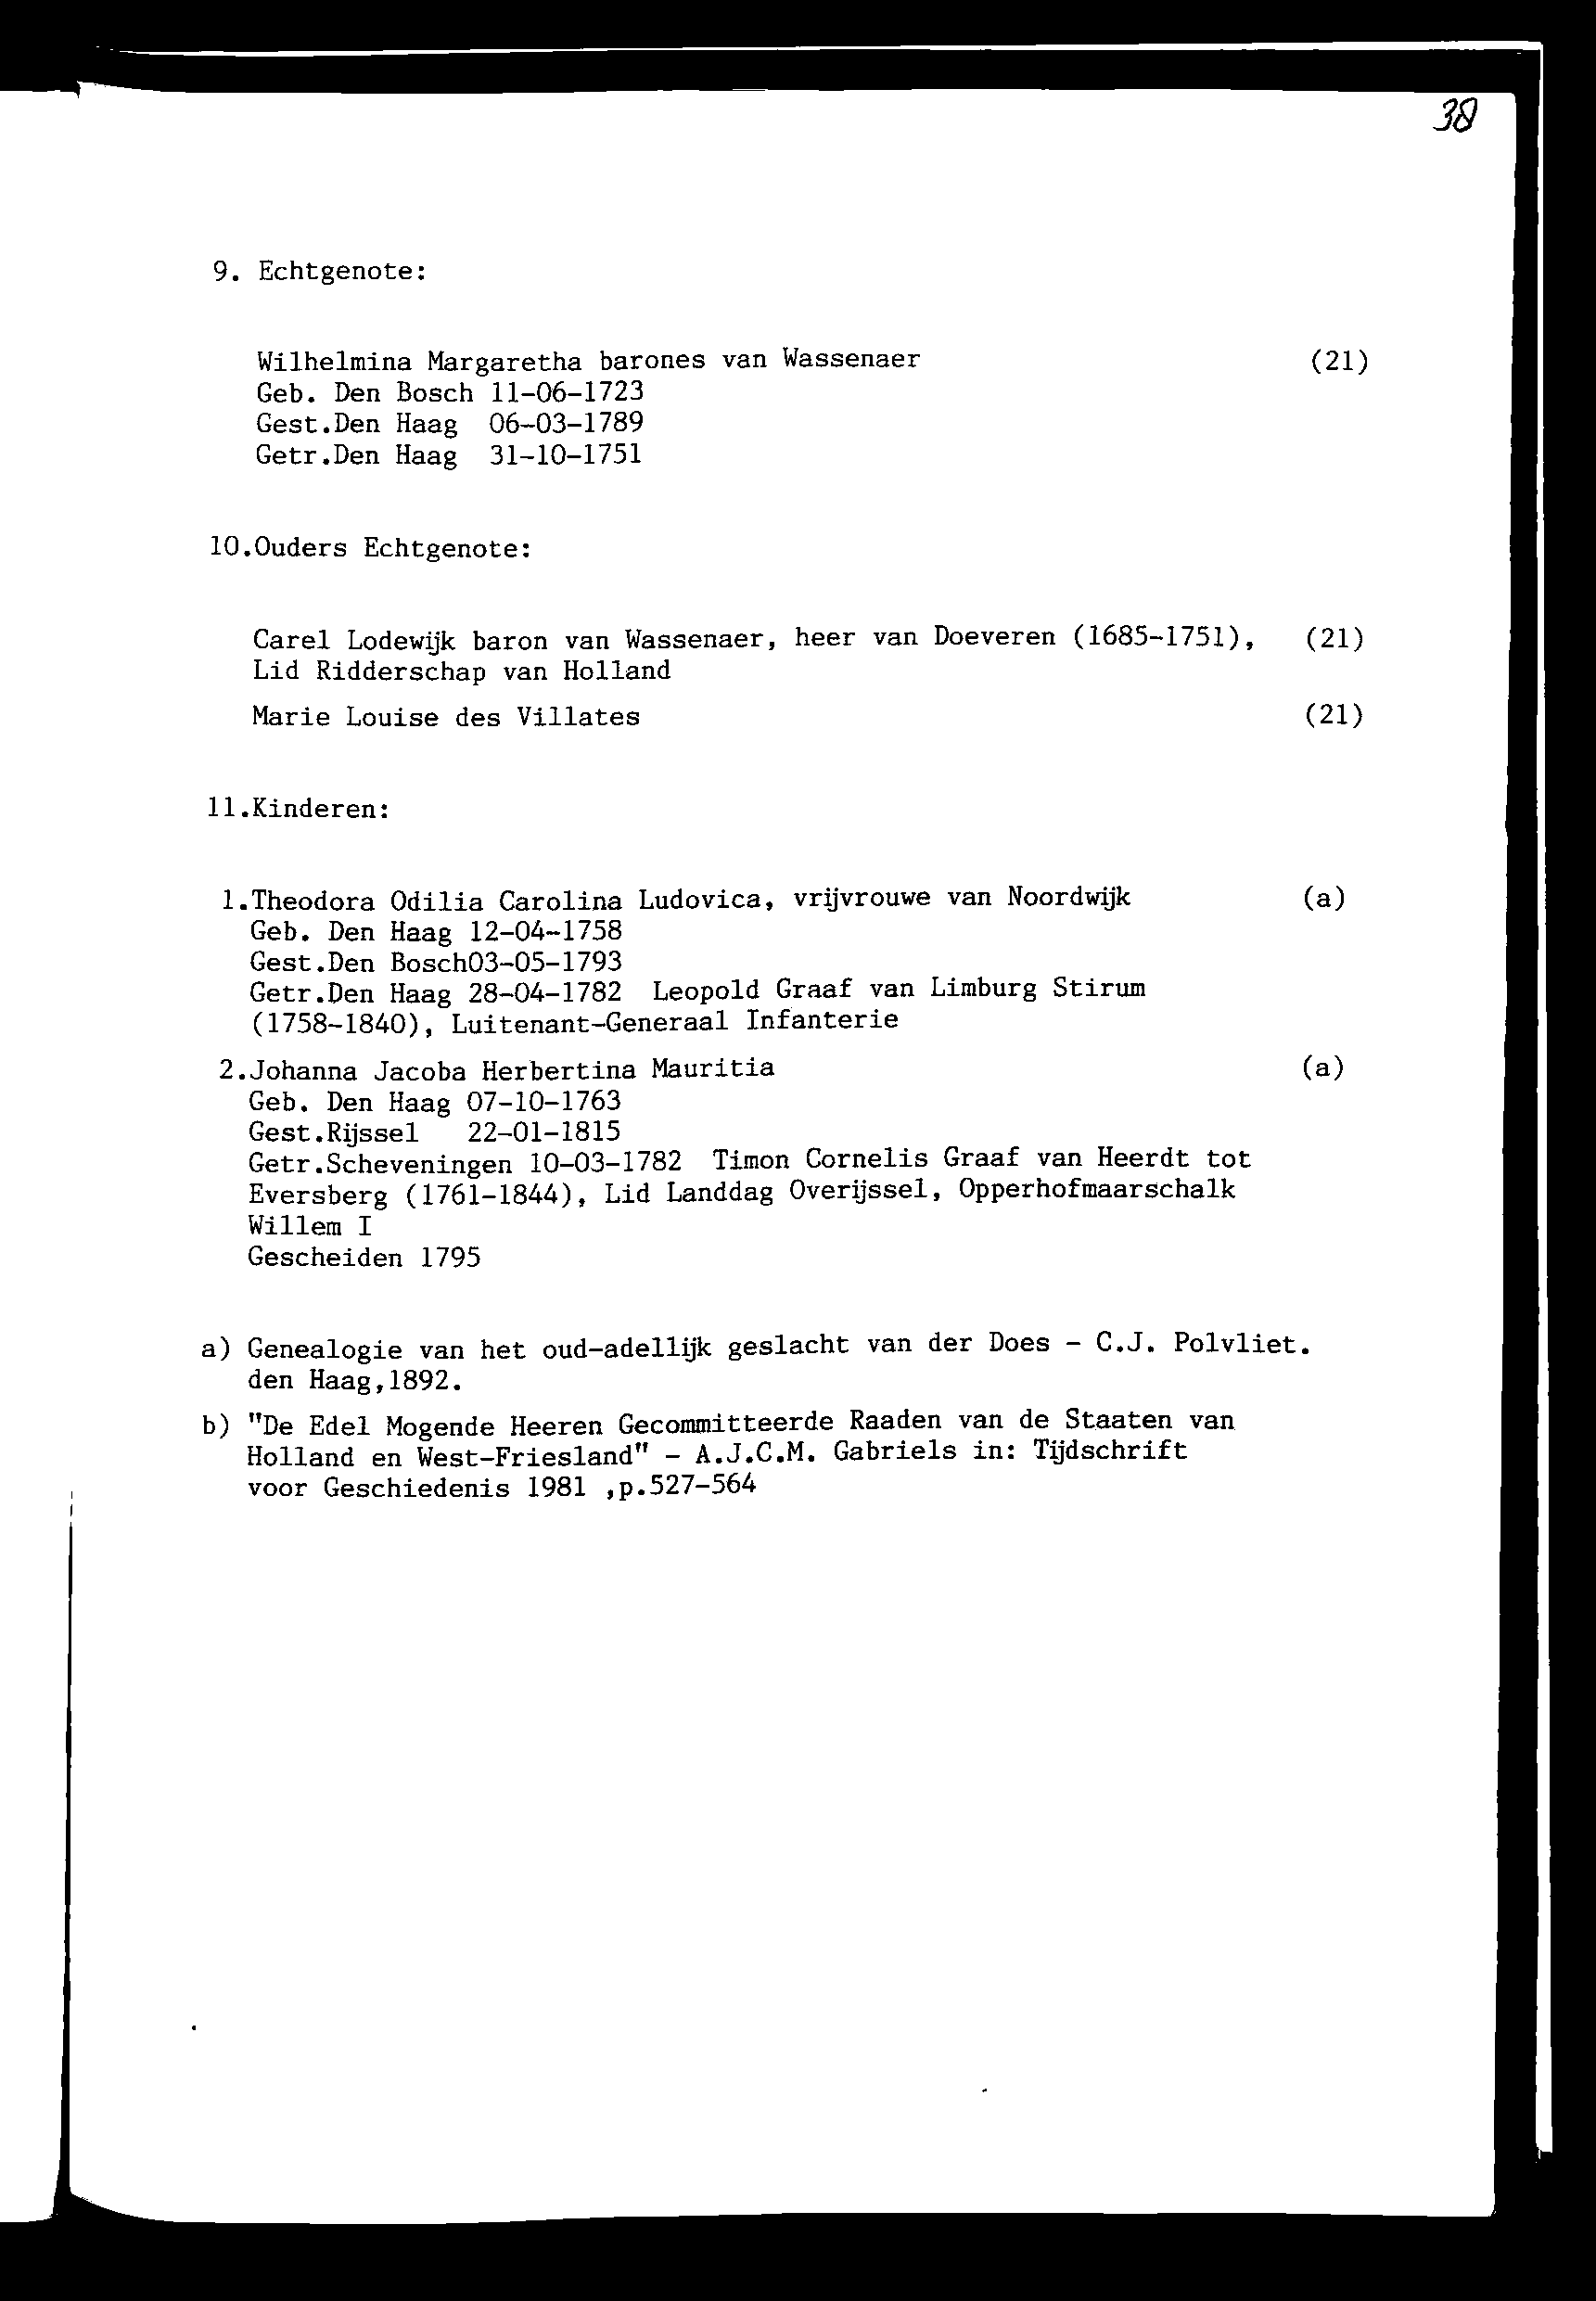 38
9. Echtgenote:
Wilhelmina Margaretha barones van Wassenaer (21)
Geb. Den Bosch 11-06-1723
Gest.Den Haag 06-03-1789
Getr.Den Haag 31-10-1751
10.Ouders Echtgenote:
Carel Lodewijk baron van Wassenaer, heer van Doeveren (1685-1751), (21)
Lid Ridderschap van Holland
Marie Louise des Villates (21)
11.Kinderen:
1.Theodora Odilia Carolina Ludovica, vrijvrouwe van Noordwijk (a)
Geb. Den Haag 12-04-1758
Gest.Den Bosch03-05-1793
Getr.Den Haag 28-04-1782 Leopold Graaf van Limburg Stirum
(1758-1840), Luitenant-Generaal Infanterie
2.Johanna Jacoba Herbertina Mauritia (a)
Geb. Den Haag 07-10-1763
Gest.Rijssel 22-01-1815
Getr.Scheveningen 10-03-1782 Timon Cornelis Graaf van Heerdt tot
Eversberg (1761-1844), Lid Landdag Overijssel, Opperhofmaarschalk
Willem I
Gescheiden 1795
a) Genealogie van het oud-adellijk geslacht van der Does - C.J. Polvliet.
den Haag,1892.
b) "De Edel Mogende Heeren Gecommitteerde Raaden van de Staaten van
Holland en West-Friesland" - A.J.C.M. Gabriels in: Tijdschrift
voor Geschiedenis 1981 ,p.527-564